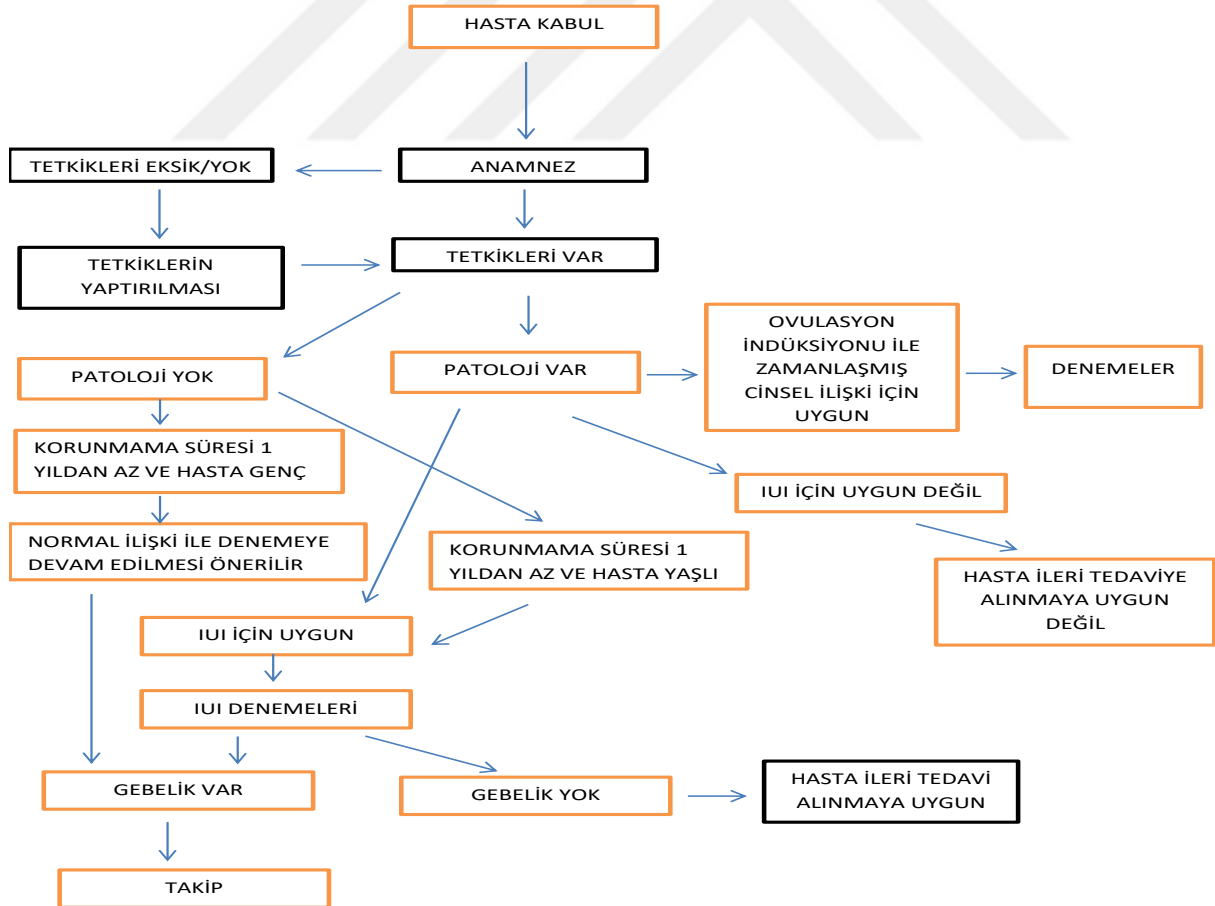 HASTA KABUL
TETKİKLERİ EKSİK/YOK
ANAMNEZ
TETKİKLERİN
YAPTIRILMASI
TETKİKLERİ VAR
OVULASYON
İNDÜKSİYONU İLE
ZAMANLAŞMIŞ
CİNSEL İLİŞKİ İÇİN
UYGUN
DENEMELER
PATOLOJİ YOK
PATOLOJİ VAR
KORUNMAMA SÜRESİ 1
YILDAN AZ VE HASTA GENÇ
IUI İÇİN UYGUN DEĞİL
NORMAL İLİŞKİ İLE DENEMEYE
DEVAM EDİLMESİ ÖNERİLİR
KORUNMAMA SÜRESİ 1
YILDAN AZ VE HASTA YAŞLI
HASTA İLERİ TEDAVİYE
ALINMAYA UYGUN
DEĞİL
IUI İÇİN UYGUN
IUI DENEMELERİ
GEBELİK VAR
GEBELİK YOK
HASTA İLERİ TEDAVİ
ALINMAYA UYGUN
TAKİP